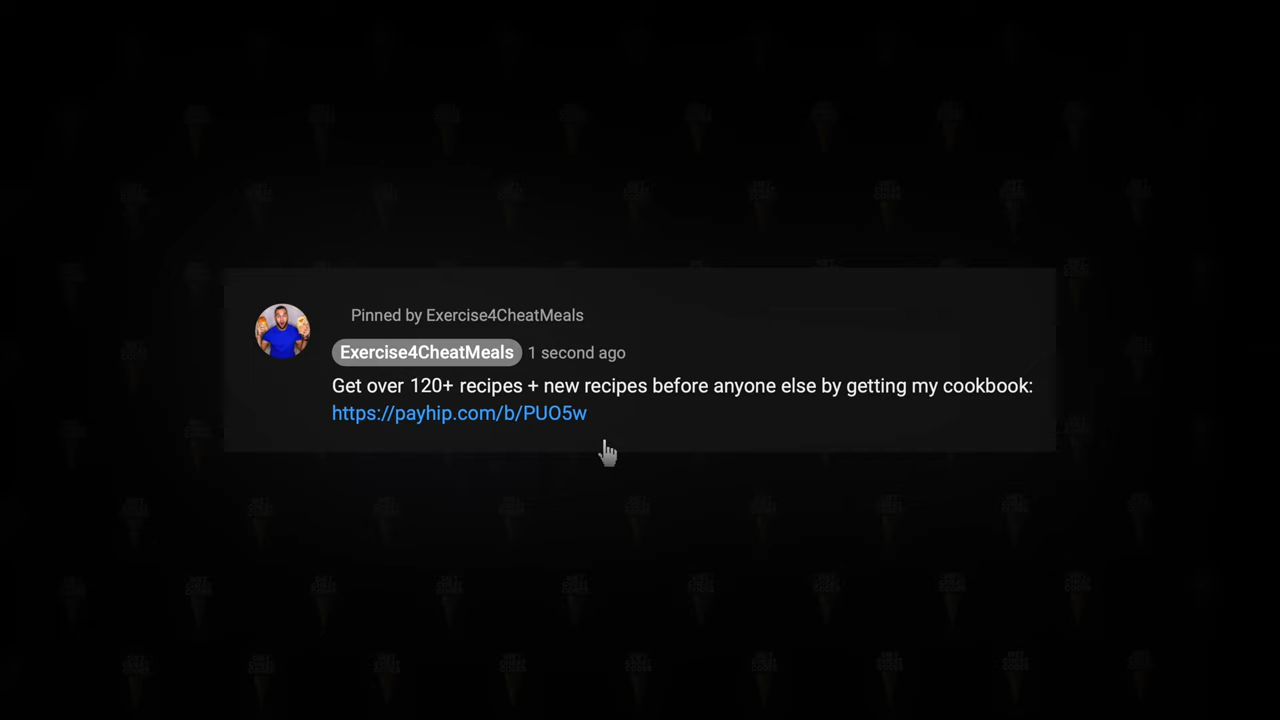 Pinned by Exercise4CheatMeals
Exercise4CheatMeals 1 second ago
Get over 120+ recipes + new recipes before anyone else by getting my cookbook:
https://payhip.com/b/PUO5w